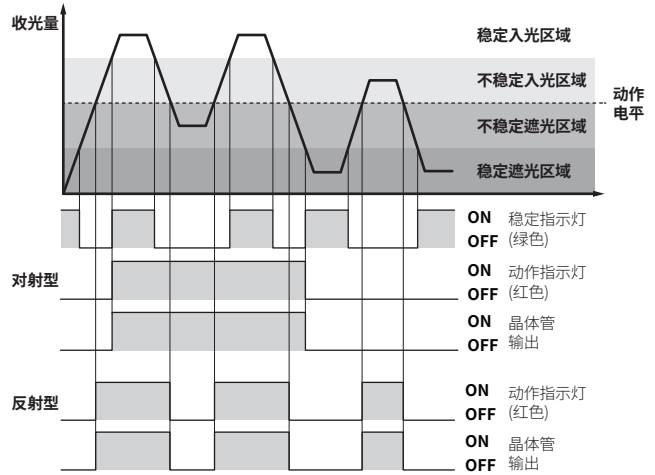 收光量
稳定入光区域
不稳定入光区域
动作
电平
不稳定遮光区域
稳定遮光区域
ON 稳定指示灯
OFF (绿色)
对射型
ON 动作指示灯
OFF (红色)
ON 晶体管
OFF 输出
反射型
ON 动作指示灯
OFF (红色)
ON 晶体管
OFF 输出